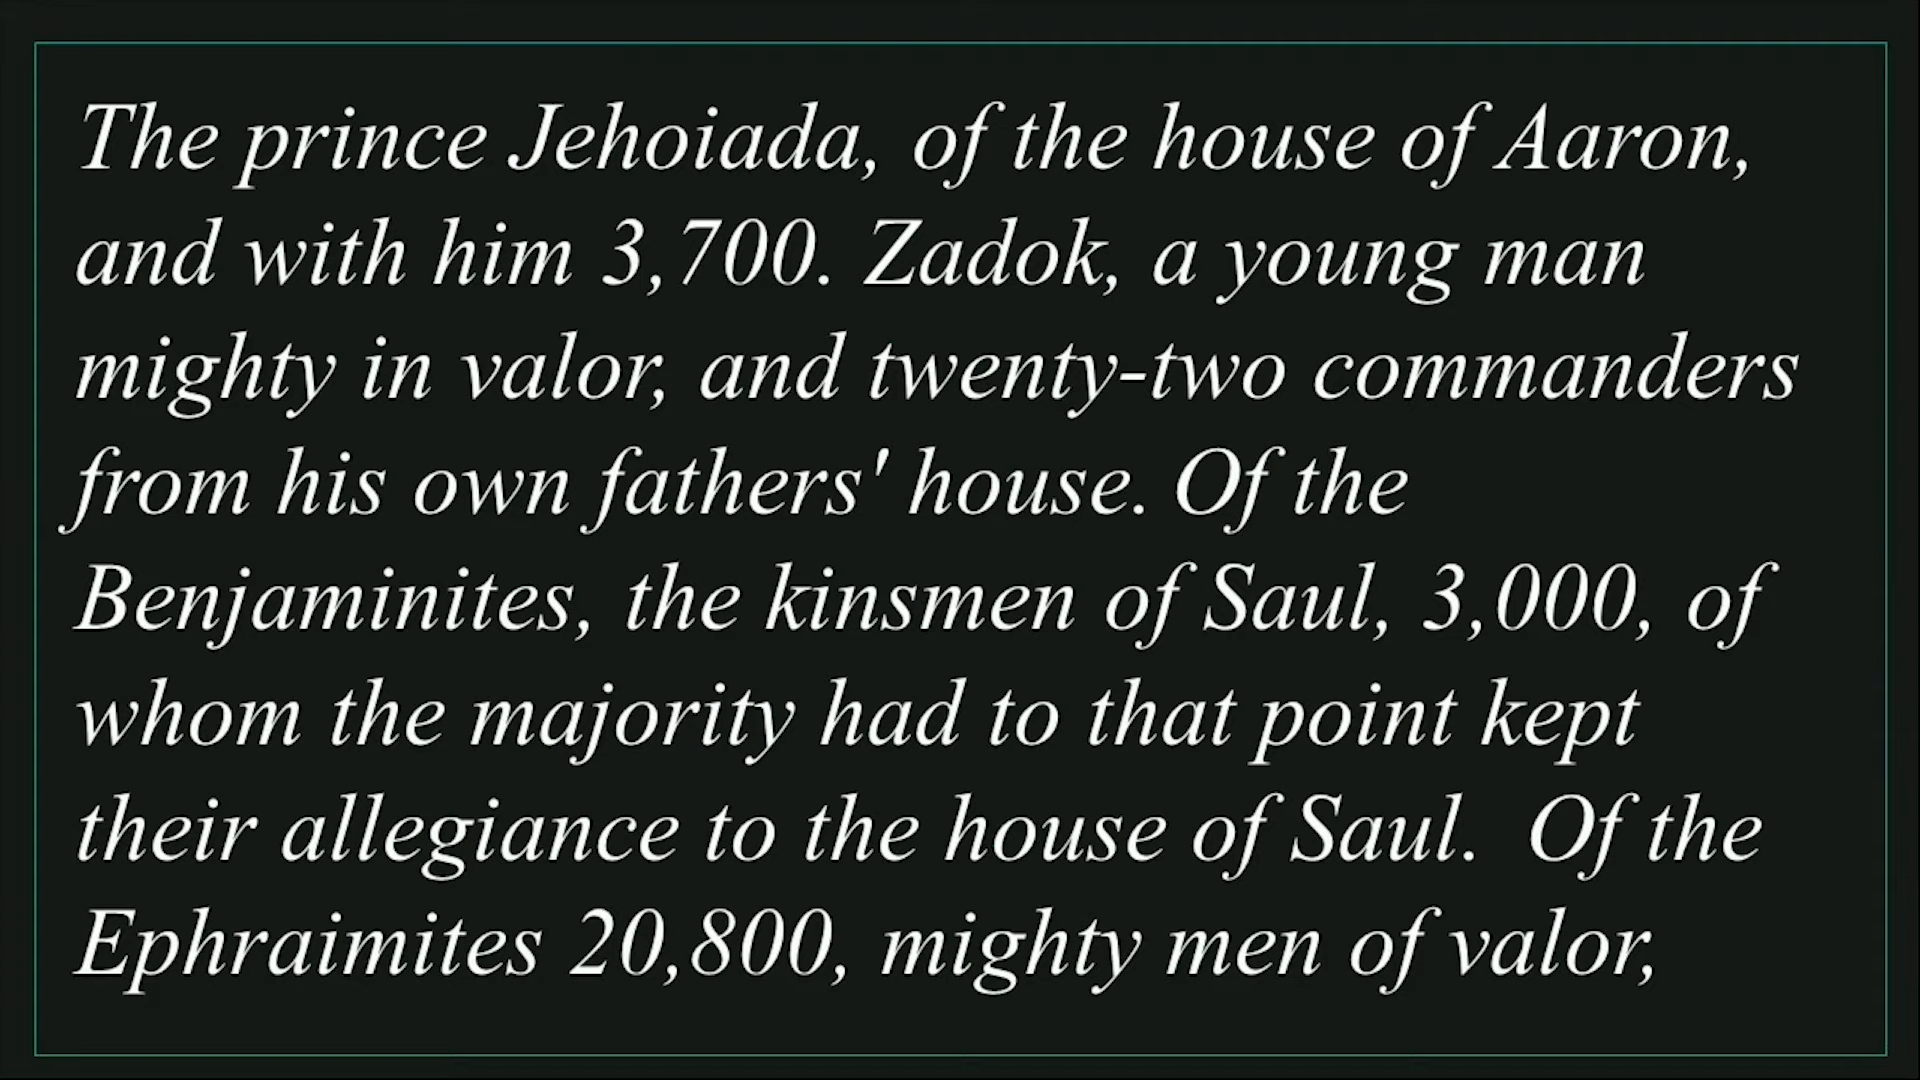 The prince Jehoiada, of the house of Aaron,
and with him 3,700. Zadok, a young man
mighty in valor, and twenty-two commanders
from his own fathers' house. Of the
Benjaminites, the kinsmen of Saul, 3,000, of
whom the majority had to that point kept
their allegiance to the house of Saul.  Of the
Ephraimites 20,800, mighty men of valor,